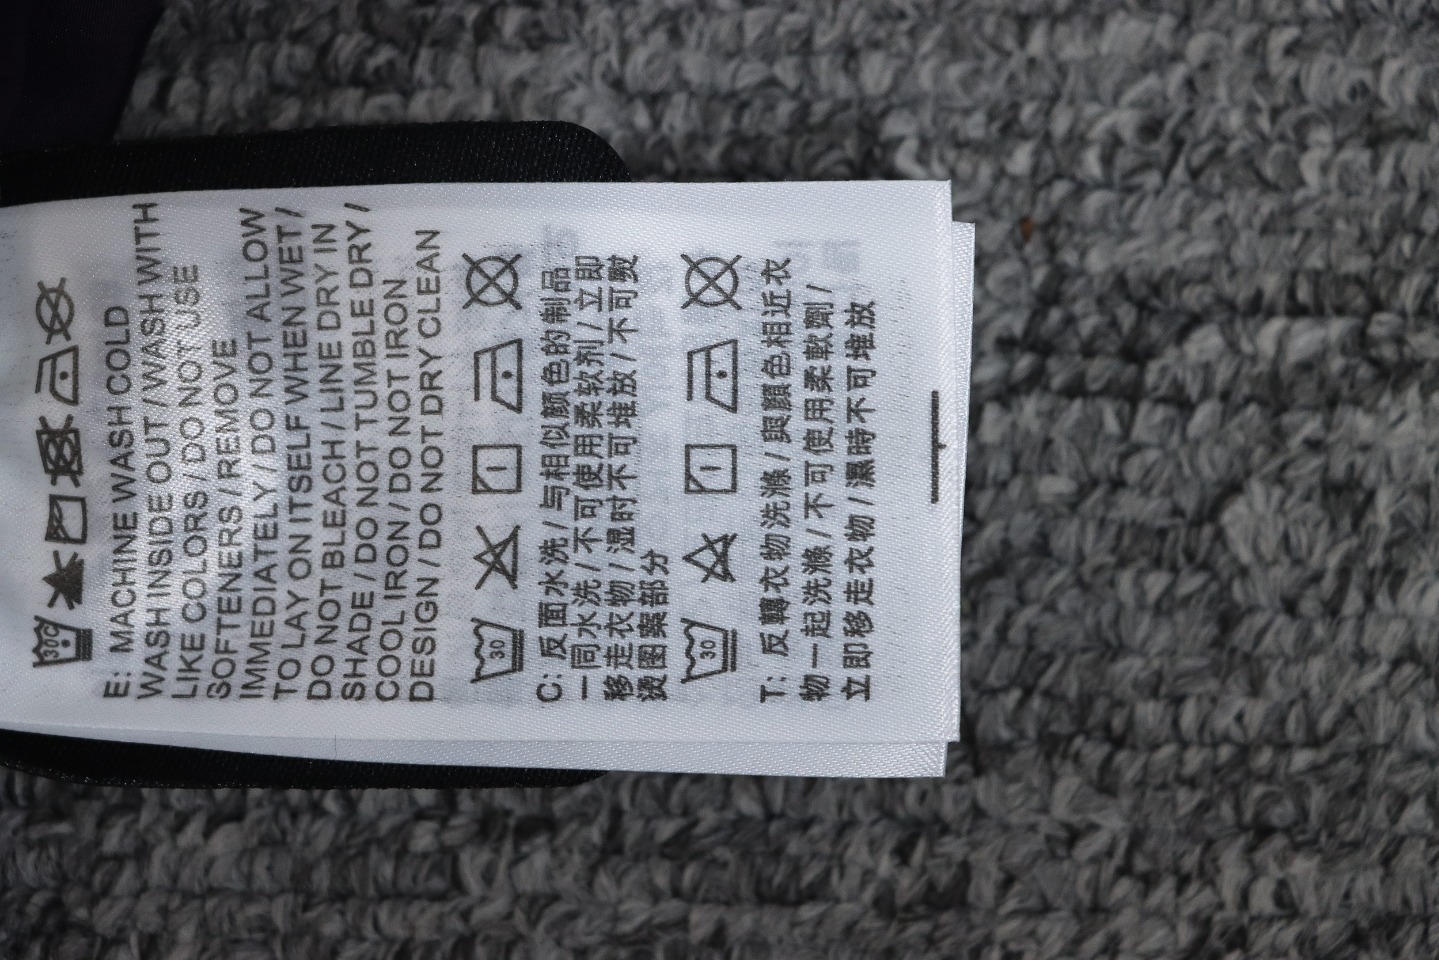 30C
E: MACHINE WASH COLD
WASH INSIDE OUT / WASH WITH
LIKE COLORS / DO NOT USE
SOFTENERS / REMOVE
IMMEDIATELY / DO NOT ALLOW
TO LAY ON ITSELF WHEN WET /
DO NOT BLEACH / LINE DRY IN
SHADE / DO NOT TUMBLE DRY /
COOL IRON / DO NOT IRON
DESIGN / DO NOT DRY CLEAN
30
C: 反面水洗 / 与相似颜色的制品
一同水洗 / 不可使用柔软剂 / 立即
移走衣物 / 湿时不可堆放 / 不可熨
烫图案部分
30
T: 反轉衣物洗滌 / 與顏色相近衣
物一起洗滌 / 不可使用柔軟劑 /
立即移走衣物 / 濕時不可堆放